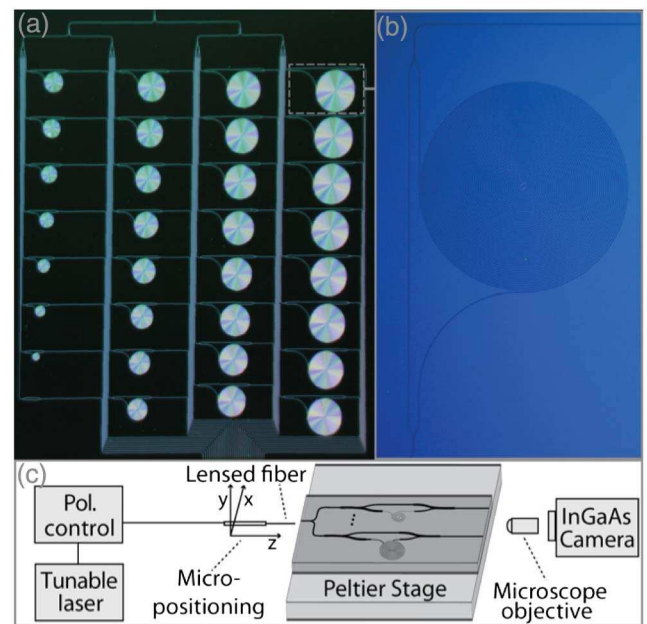 (a)
(b)
(c)
Lensed fiber
Pol.
control
y x
z
InGaAs
Camera
Tunable
laser
Micro-
positioning
Peltier Stage
Microscope
objective